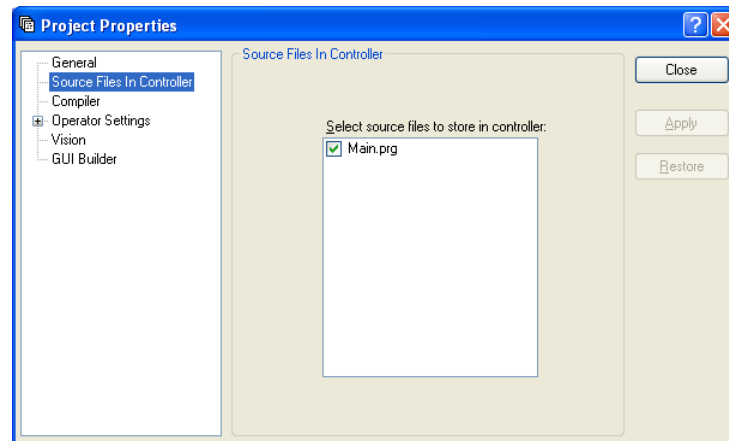 Project Properties
General
Source Files In Controller
Compiler
Operator Settings
Vision
GUI Builder
Source Files In Controller
Select source files to store in controller:
Main.prg
Close
Apply
Restore